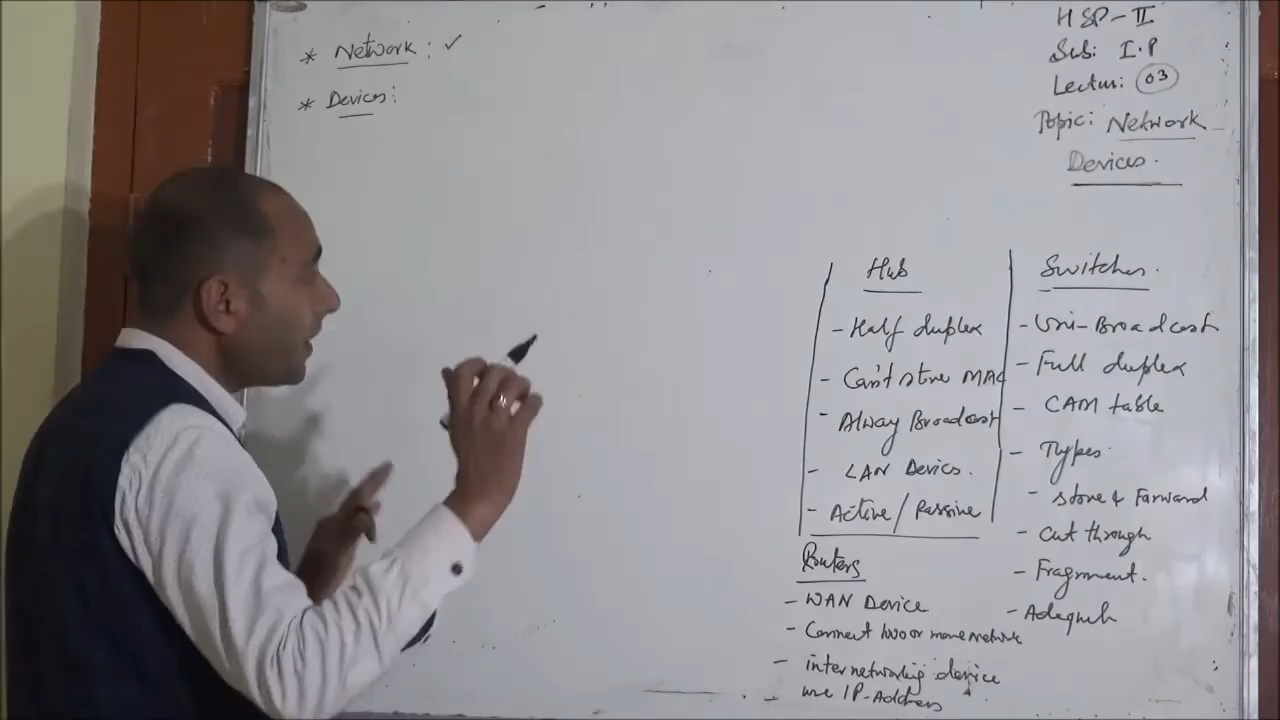 * Network : ✓
* Devices:
HSP-II
Sub: I.P
Lectur: 03
Topic: Network
Devices.
Hub
- Half duplex
- Can't store MAC
- Alway Broadcast
- LAN Devics.
- Active / Passive
Switches.
- Uni-Broadcast
- Full duplex
- CAM table
- Types
- Store & Farward
- Cut through
- Fragment.
Routers
- WAN Device
- Connect two or more network
- internetworking device
- use IP-Address